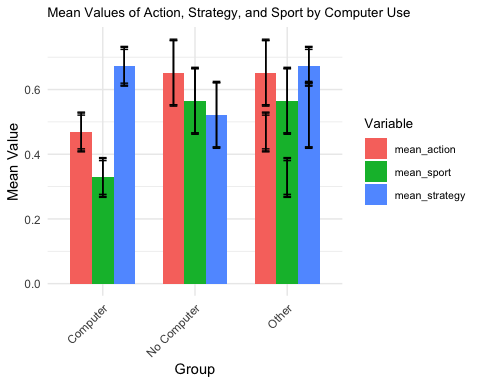 Mean Values of Action, Strategy, and Sport by Computer Use
Mean Value
0.6
0.4
0.2
0.0
Computer
No Computer
Other
Group
Variable
mean_action
mean_sport
mean_strategy